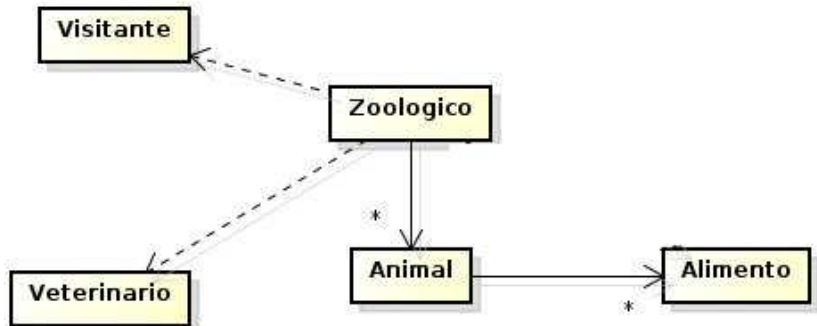 Visitante
Zoologico
*
Animal
Alimento
Veterinario
*